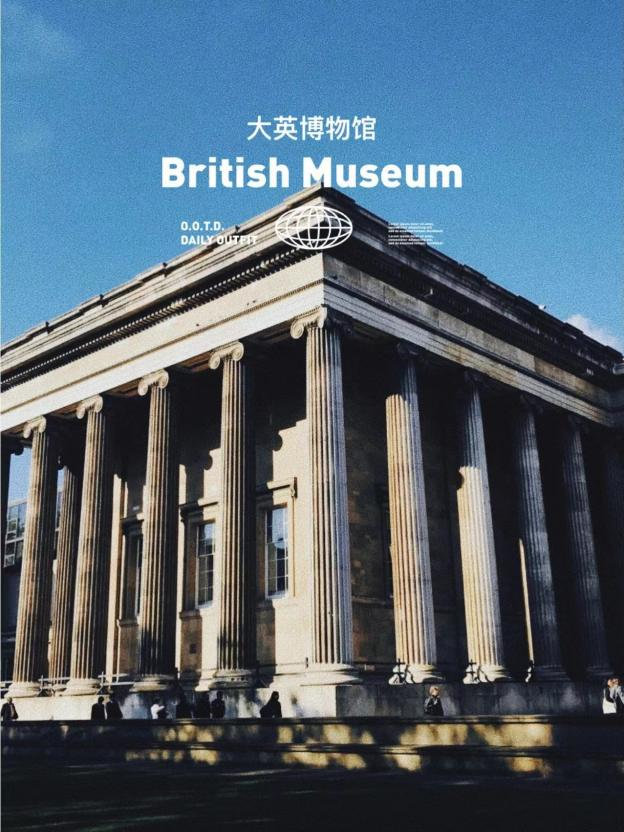 大英博物馆
British Museum
O.O.T.D.
DAILY OUTFIT